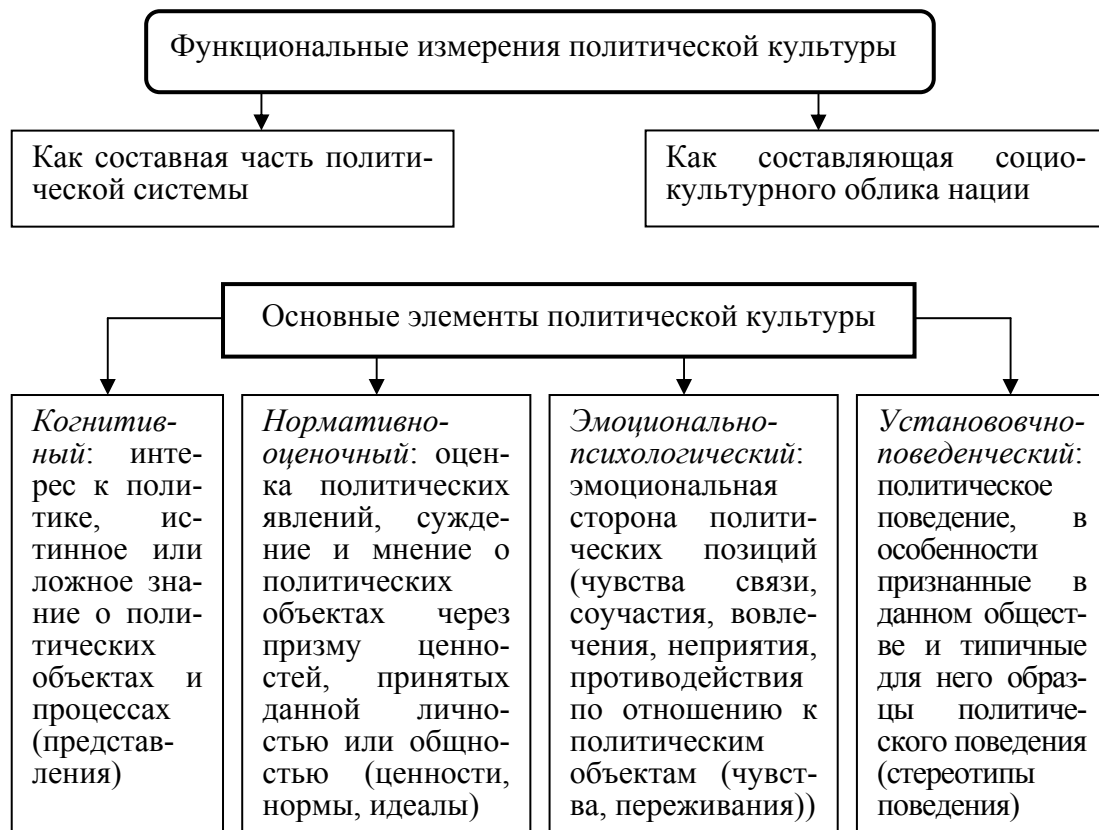 Функциональные измерения политической культуры
Как составная часть полити-
ческой системы
Как составляющая социо-
культурного облика нации
Основные элементы политической культуры
Когнитив-
ный: инте-
рес к поли-
тике, ис-
тинное или
ложное зна-
ние о поли-
тических
объектах и
процессах
(представ-
ления)
Нормативно-
оценочный: оцен-
ка политических
явлений, сужде-
ние и мнение о
политических
объектах через
призму ценно-
стей, принятых
данной лично-
стью или общно-
стью (ценности,
нормы, идеалы)
Эмоционально-
психологический:
эмоциональная
сторона полити-
ческих позиций
(чувства связи,
соучастия, вовле-
чения, неприятия,
противодействия
по отношению к
политическим
объектам (чувст-
ва, переживания))
Установовчно-
поведенческий:
политическое
поведение, в
особенности
признанные в
данном общест-
ве и типичные
для него образ-
цы политиче-
ского поведения
(стереотипы
поведения)